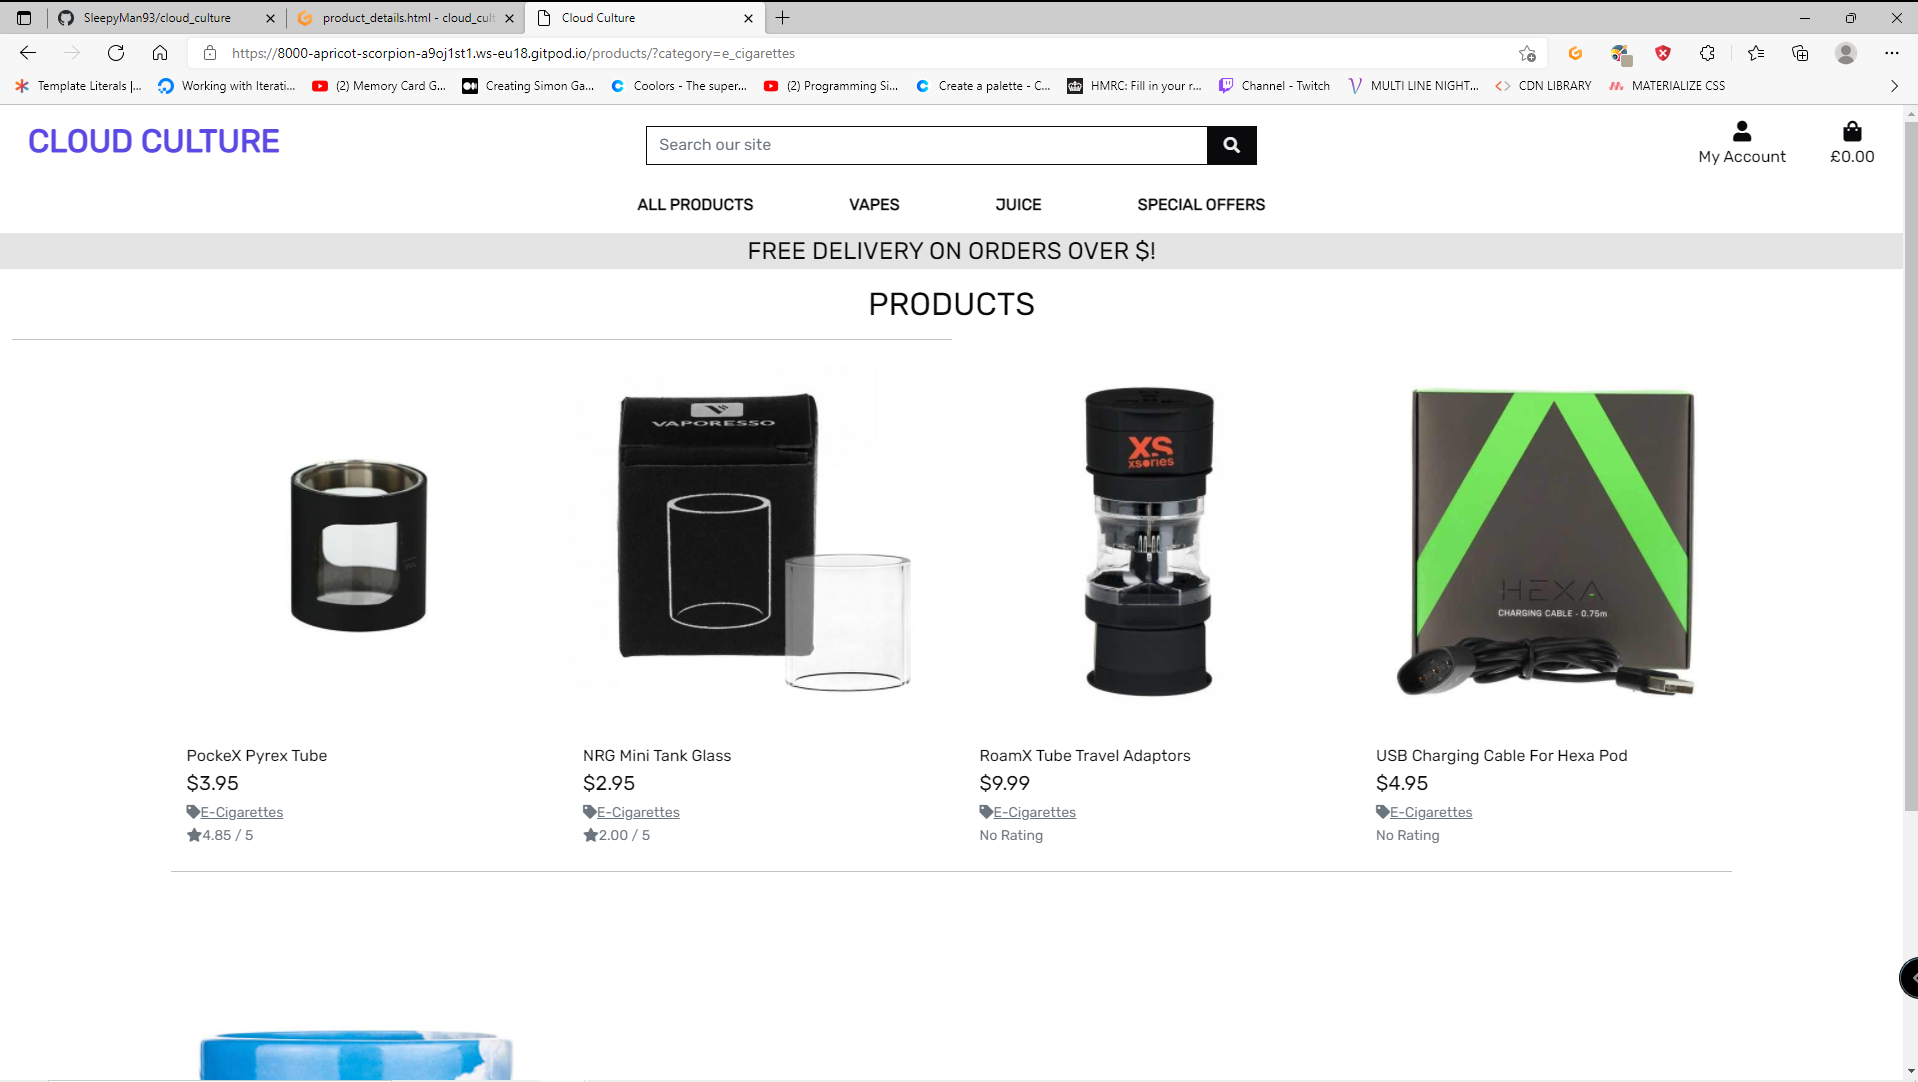 SleepyMan93/cloud_culture
product_details.html - cloud_cult
Cloud Culture
https://8000-apricot-scorpion-a9oj1st1.ws-eu18.gitpod.io/products/?category=e_cigarettes
Template Literals |...
Working with Iterati...
(2) Memory Card G...
Creating Simon Ga...
Coolors - The super...
(2) Programming Si...
Create a palette - C...
HMRC: Fill in your r...
Channel - Twitch
MULTI LINE NIGHT...
CDN LIBRARY
MATERIALIZE CSS
CLOUD CULTURE
Search our site
My Account
£0.00
ALL PRODUCTS
VAPES
JUICE
SPECIAL OFFERS
FREE DELIVERY ON ORDERS OVER $!
PRODUCTS
VAPORESSO
XS
xsories
HEXA
CHARGING CABLE - 0.75m
PockeX Pyrex Tube
$3.95
E-Cigarettes
4.85 / 5
NRG Mini Tank Glass
$2.95
E-Cigarettes
2.00 / 5
RoamX Tube Travel Adaptors
$9.99
E-Cigarettes
No Rating
USB Charging Cable For Hexa Pod
$4.95
E-Cigarettes
No Rating